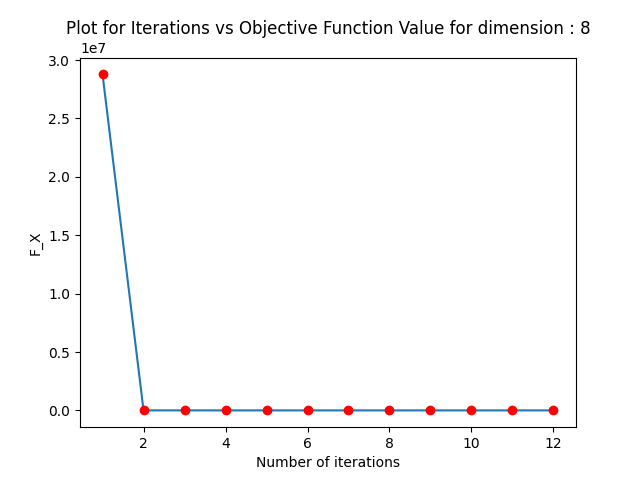 Plot for Iterations vs Objective Function Value for dimension : 8
1e7
3.0
2.5
2.0
1.5
1.0
0.5
0.0
F_X
2 4 6 8 10 12
Number of iterations